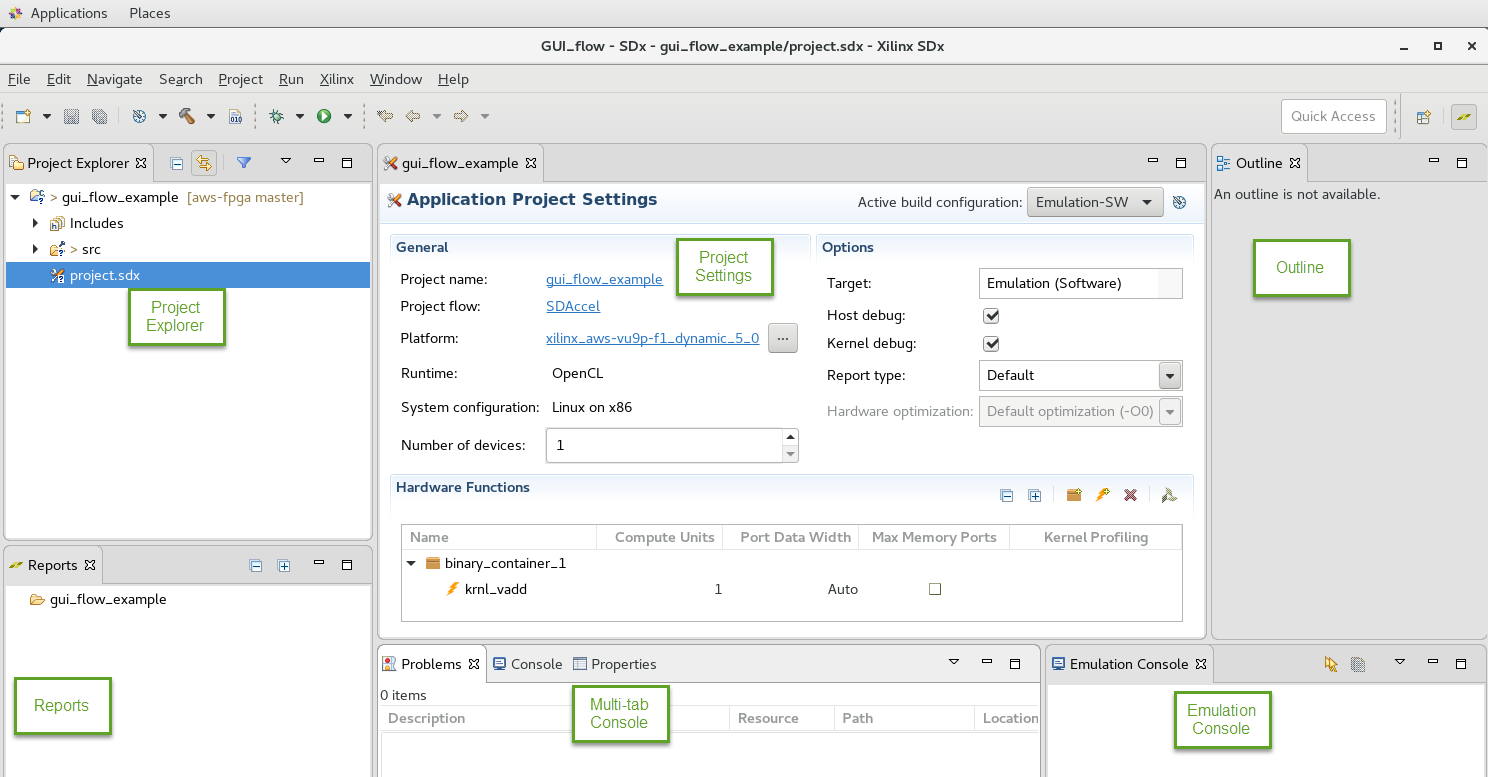 Applications Places
GUI_flow - SDx - gui_flow_example/project.sdx - Xilinx SDx
File Edit Navigate Search Project Run Xilinx Window Help
010
Quick Access
Project Explorer
> gui_flow_example [aws-fpga master]
Includes
> src
project.sdx
Project
Explorer
Reports
gui_flow_example
Reports
gui_flow_example
Application Project Settings
Active build configuration: Emulation-SW
General
Project name: gui_flow_example
Project flow: SDAccel
Platform: xilinx_aws-vu9p-f1_dynamic_5_0 ...
Runtime: OpenCL
System configuration: Linux on x86
Number of devices: 1
Project
Settings
Options
Target: Emulation (Software)
Host debug:
Kernel debug:
Report type: Default
Hardware optimization: Default optimization (-O0)
Hardware Functions
Name Compute Units Port Data Width Max Memory Ports Kernel Profiling
binary_container_1
krnl_vadd 1 Auto
Outline
An outline is not available.
Outline
Problems Console Properties
0 items
Description Resource Path Location
Multi-tab
Console
Emulation Console
Emulation
Console